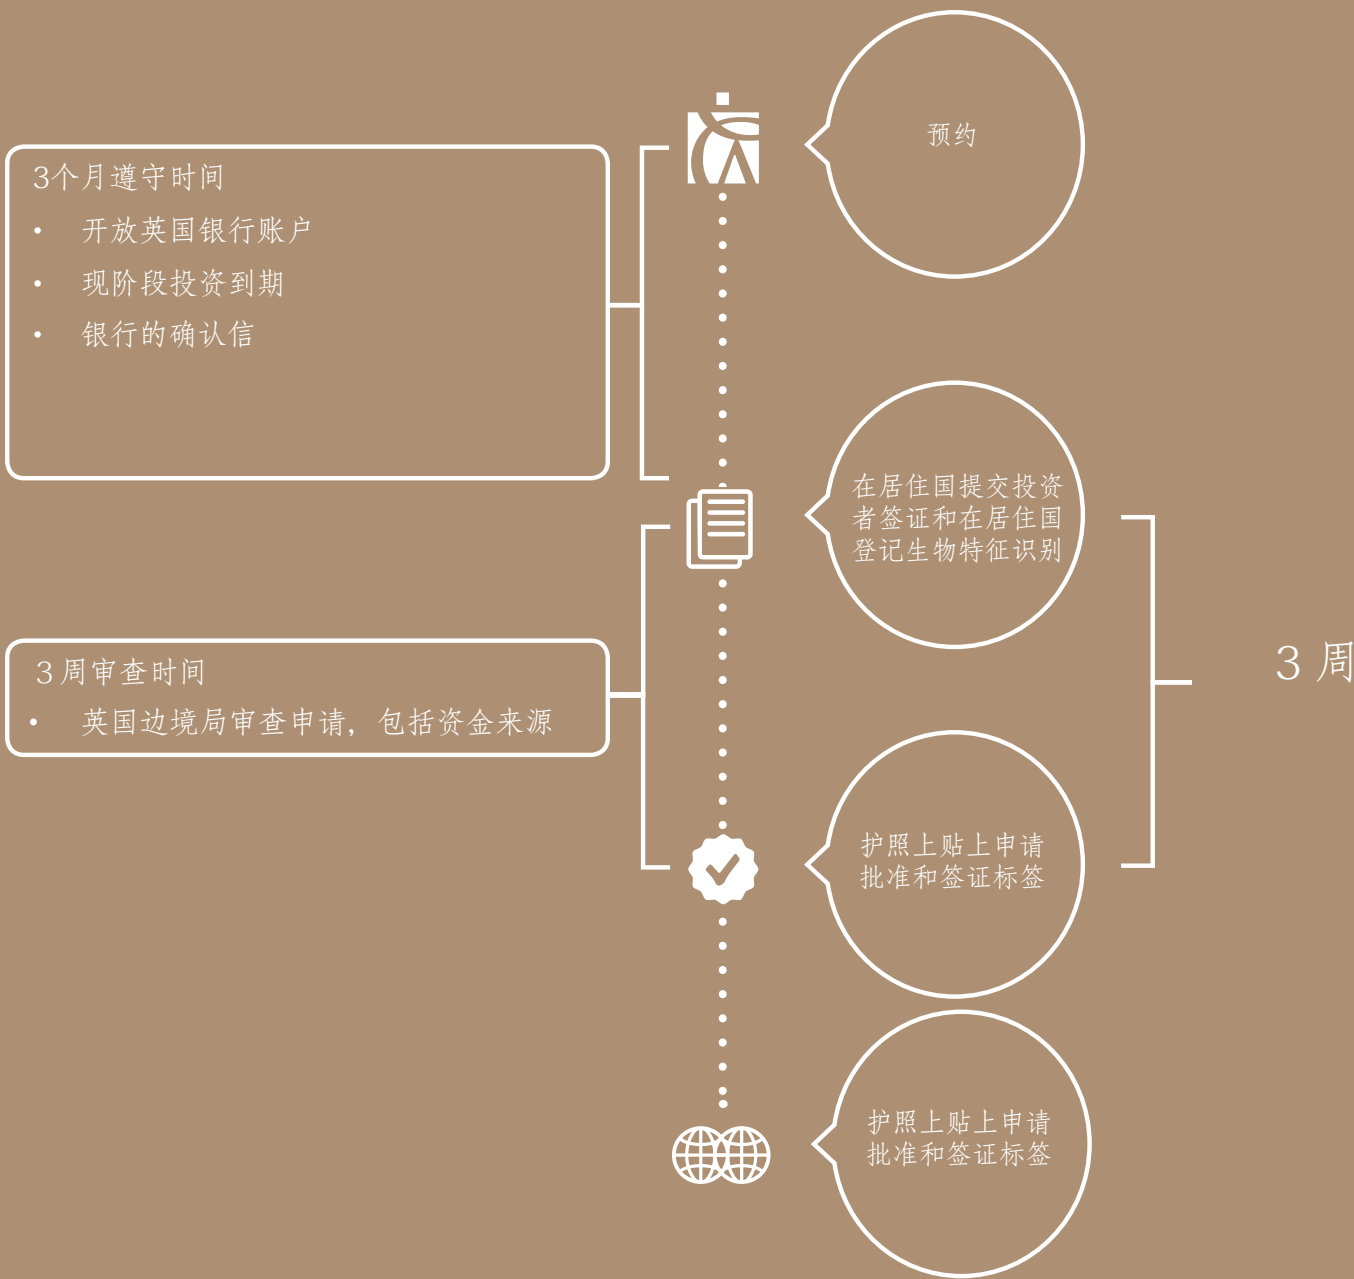 预约
3个月遵守时间
• 开放英国银行账户
• 现阶段投资到期
• 银行的确认信
在居住国提交投资
者签证和在居住国
登记生物特征识别
3 周
3 周审查时间
• 英国边境局审查申请，包括资金来源
护照上贴上申请
批准和签证标签
护照上贴上申请
批准和签证标签